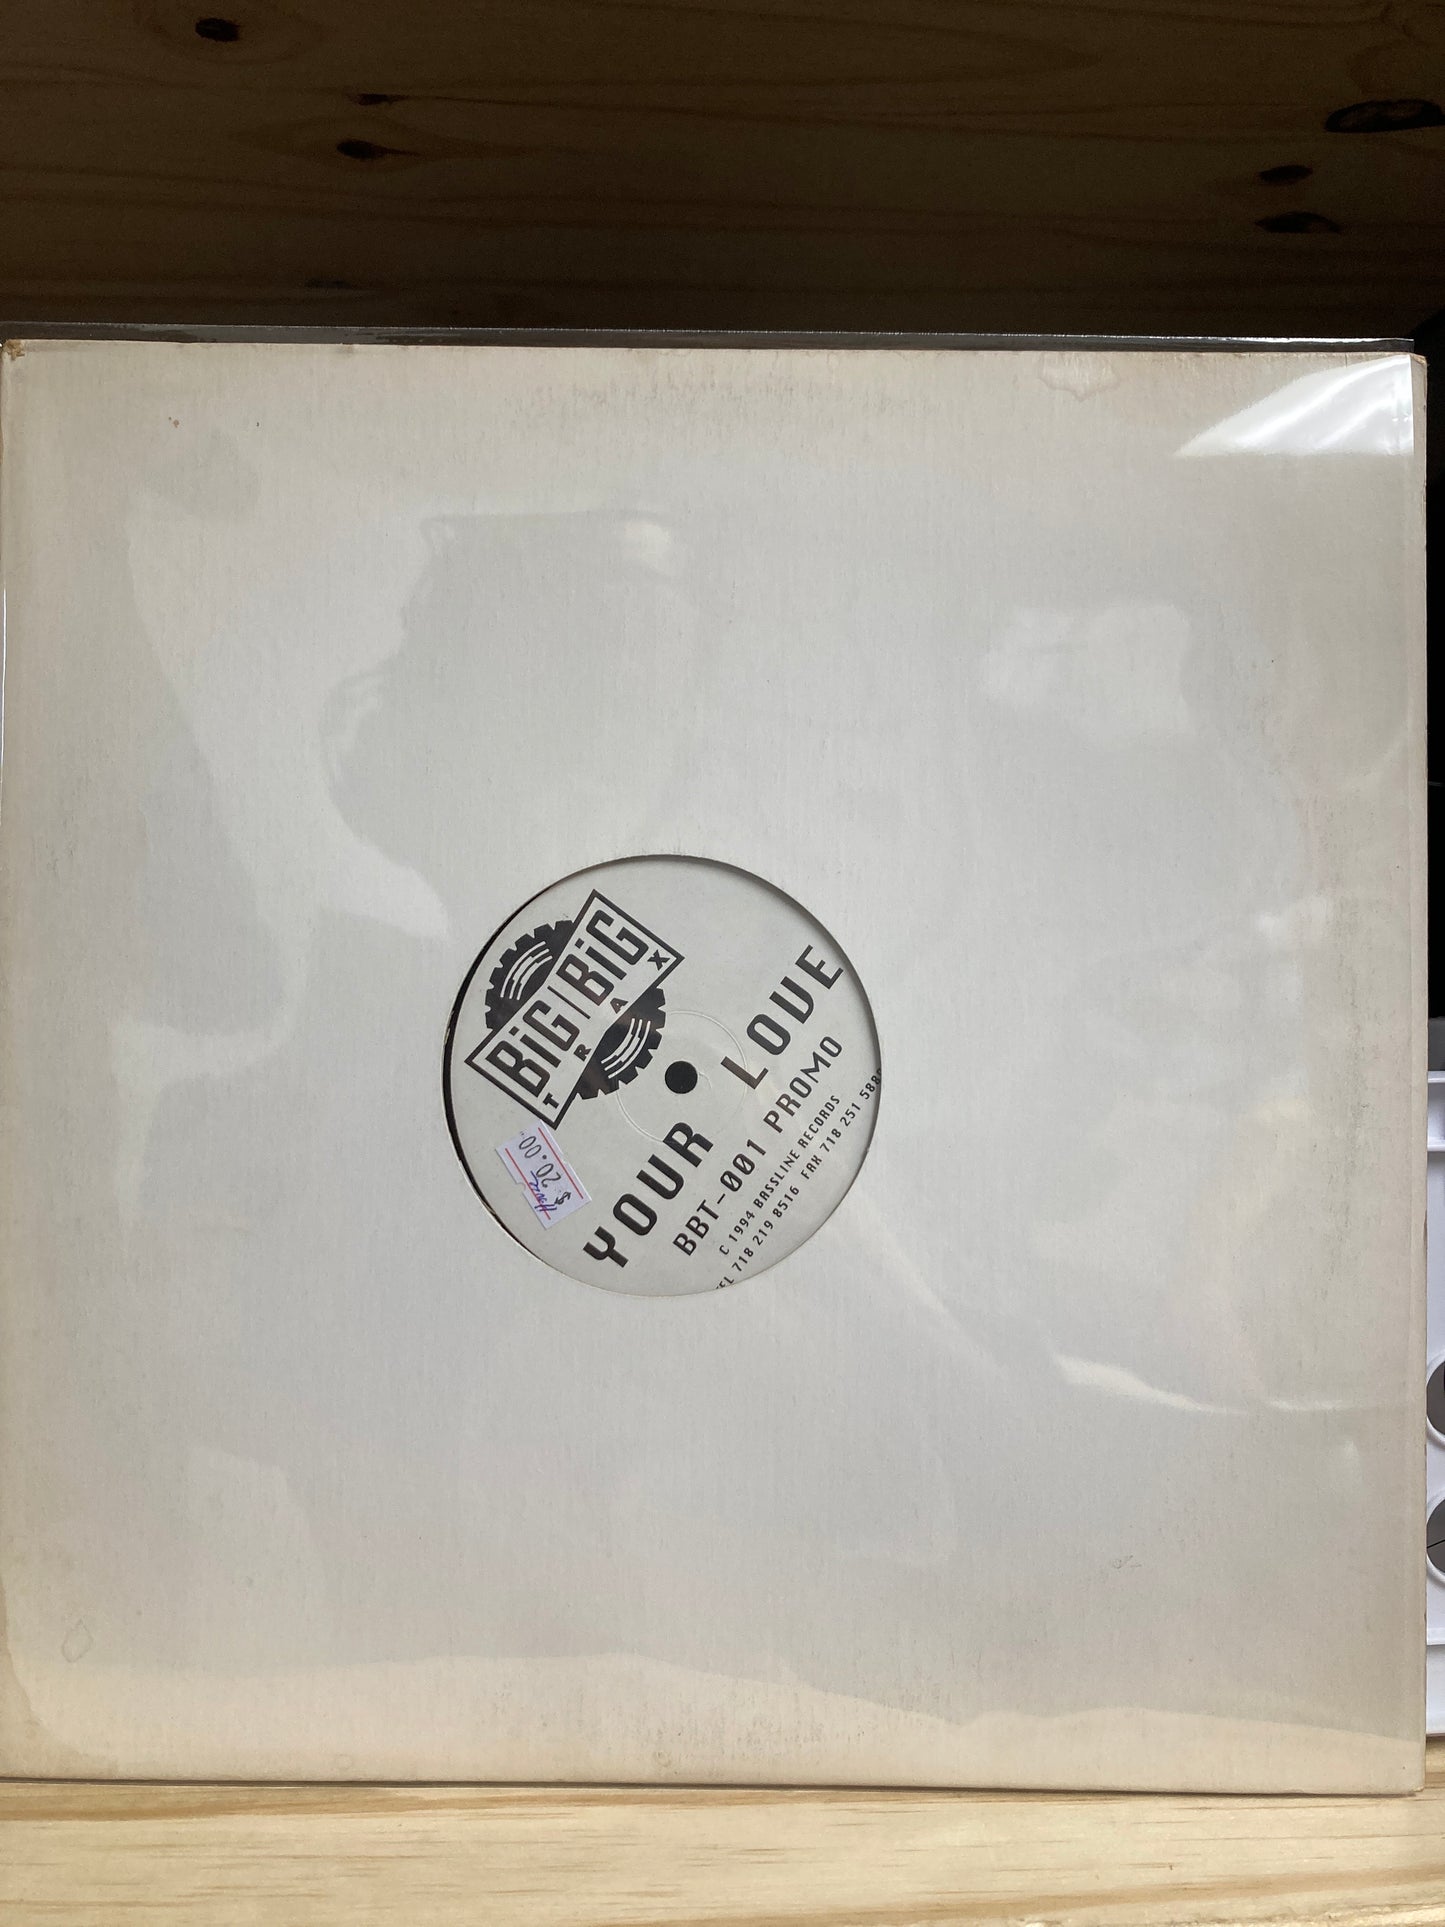 BiG BiG
TRAX
YOUR LOVE
BBT-001 PROMO
C 1994 BASSLINE RECORDS
TEL 718 219 8516 FAX 718 251 588
House
$ 20.00